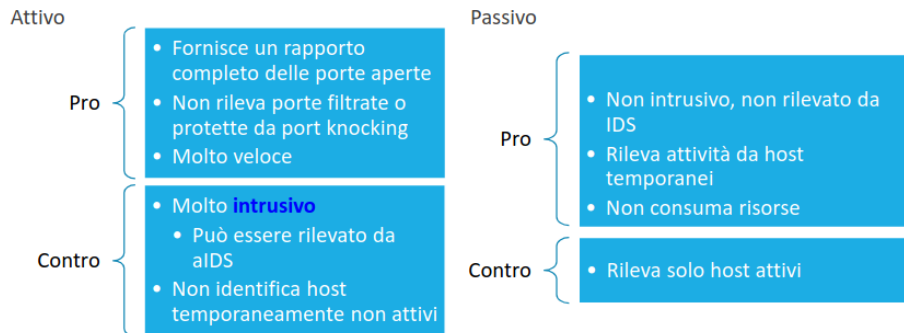 Attivo
Pro
Fornisce un rapporto
completo delle porte aperte
Non rileva porte filtrate o
protette da port knocking
Molto veloce
Contro
Molto intrusivo
Può essere rilevato da
aIDS
Non identifica host
temporaneamente non attivi
Passivo
Pro
Non intrusivo, non rilevato da
IDS
Rileva attività da host
temporanei
Non consuma risorse
Contro
Rileva solo host attivi